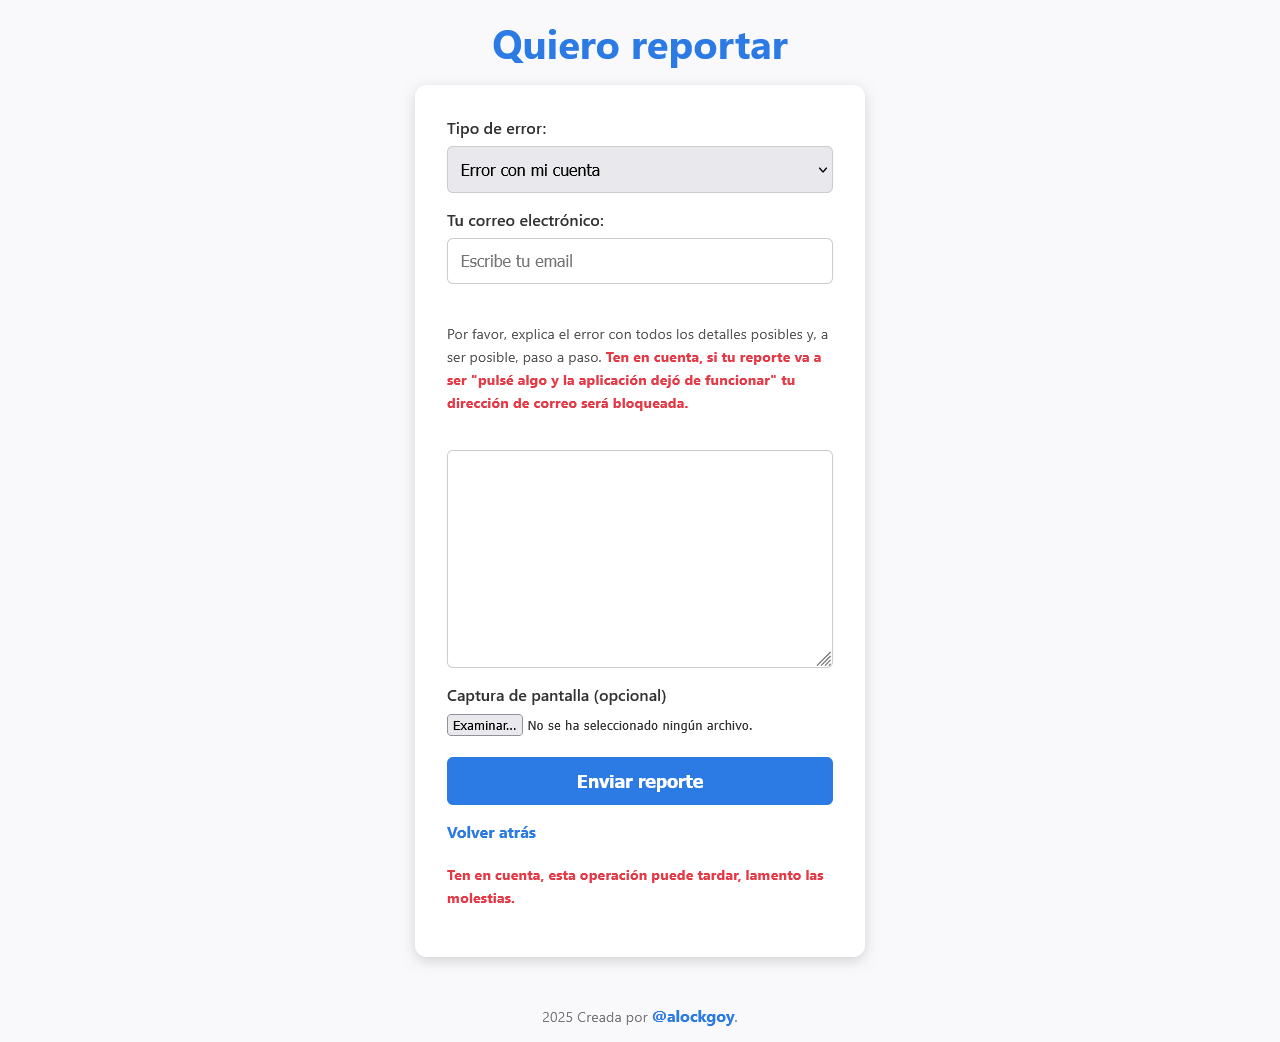 Quiero reportar
Tipo de error:
Error con mi cuenta
Tu correo electrónico:
Escribe tu email
Por favor, explica el error con todos los detalles posibles y, a
ser posible, paso a paso. Ten en cuenta, si tu reporte va a
ser "pulsé algo y la aplicación dejó de funcionar" tu
dirección de correo será bloqueada.
Captura de pantalla (opcional)
Examinar... No se ha seleccionado ningún archivo.
Enviar reporte
Volver atrás
Ten en cuenta, esta operación puede tardar, lamento las
molestias.
2025 Creada por @alockgoy.